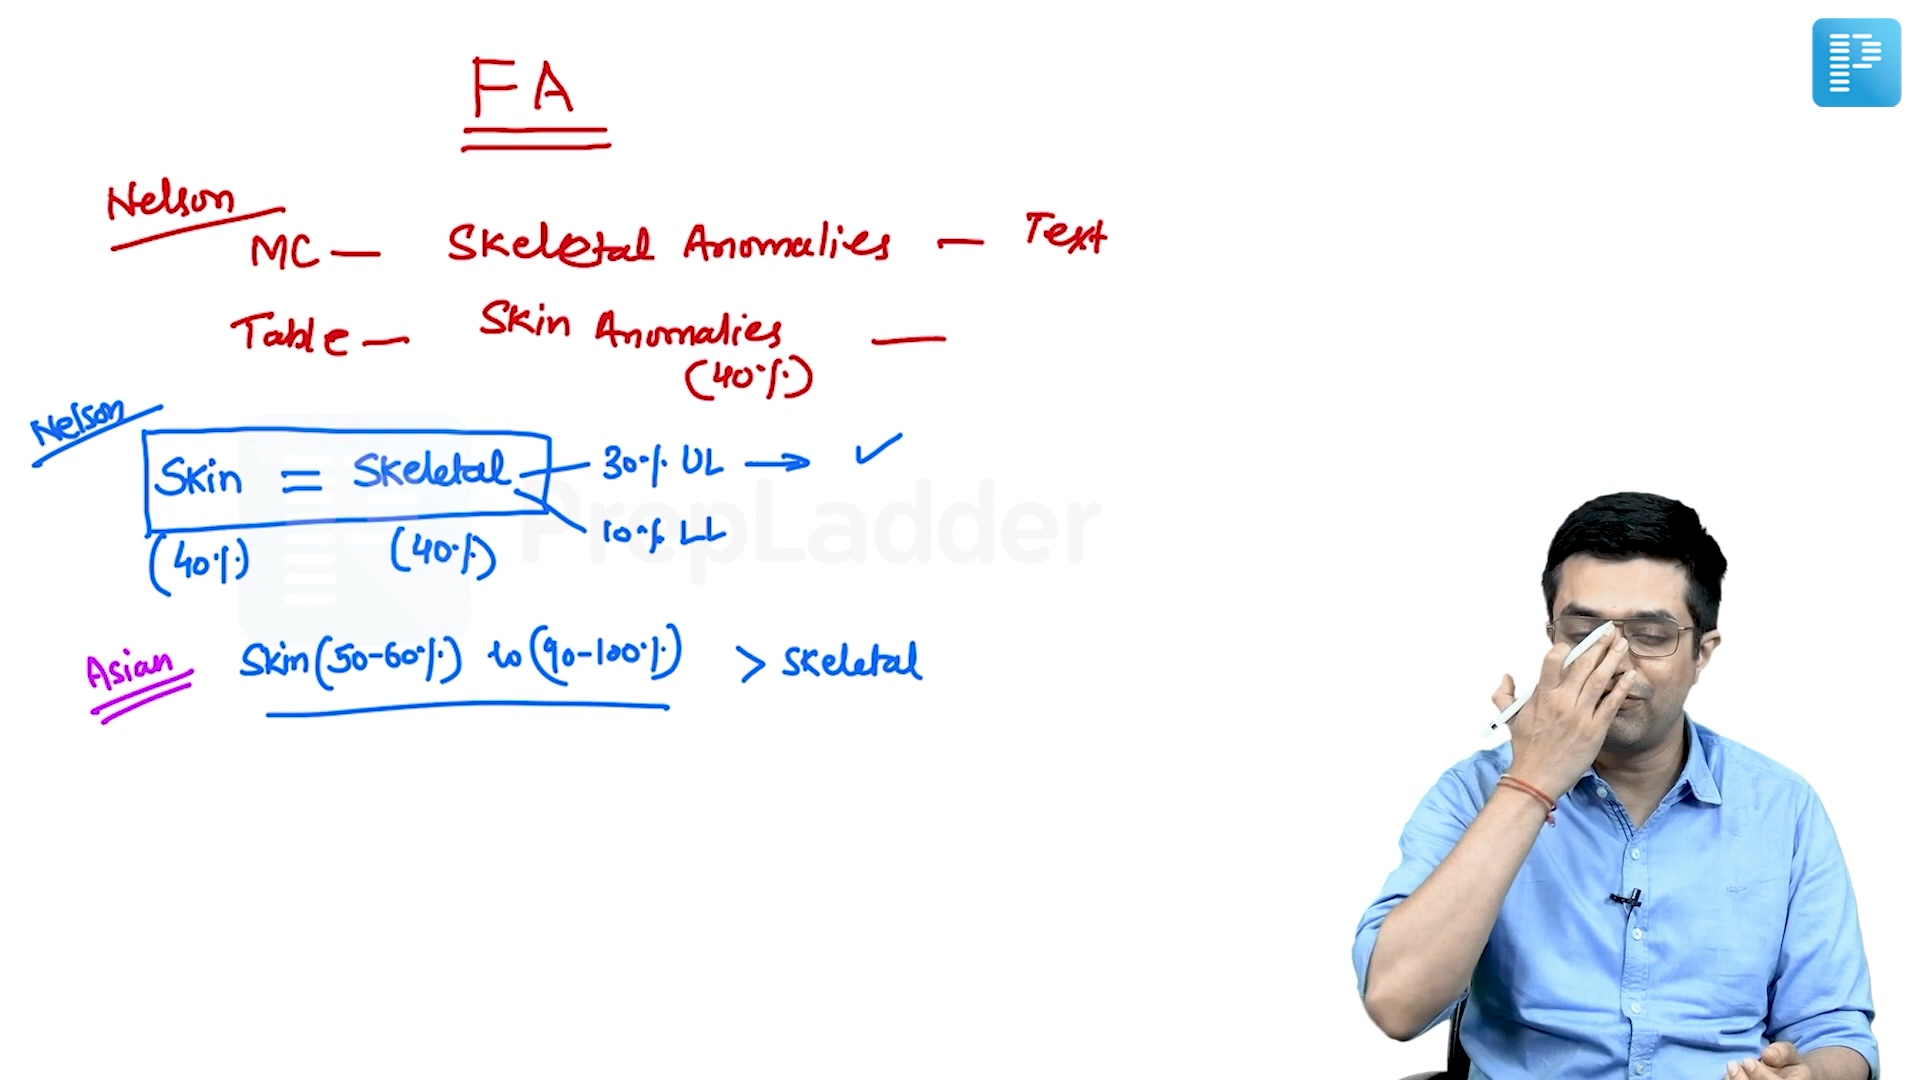 FA
Nelson
MC — Skeletal Anomalies — Text
Table — Skin Anomalies —
(40%)
Nelson
Skin = Skeletal — 30% UL → ✓
10% LL
(40%) (40%)
PrepLadder
Asian Skin (50-60%) to (90-100%) > Skeletal